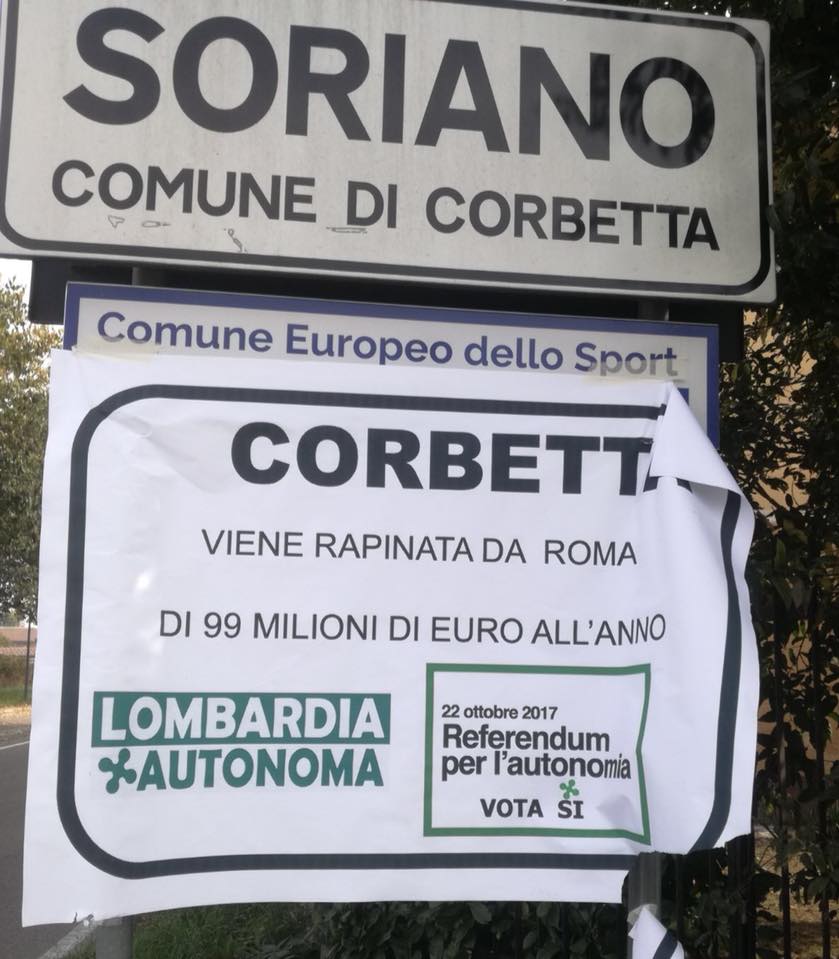 SORIANO
COMUNE DI CORBETTA
Comune Europeo dello Sport
CORBETTA
VIENE RAPINATA DA ROMA
DI 99 MILIONI DI EURO ALL'ANNO
LOMBARDIA
AUTONOMA
22 ottobre 2017
Referendum
per l'autonomia
VOTA SI